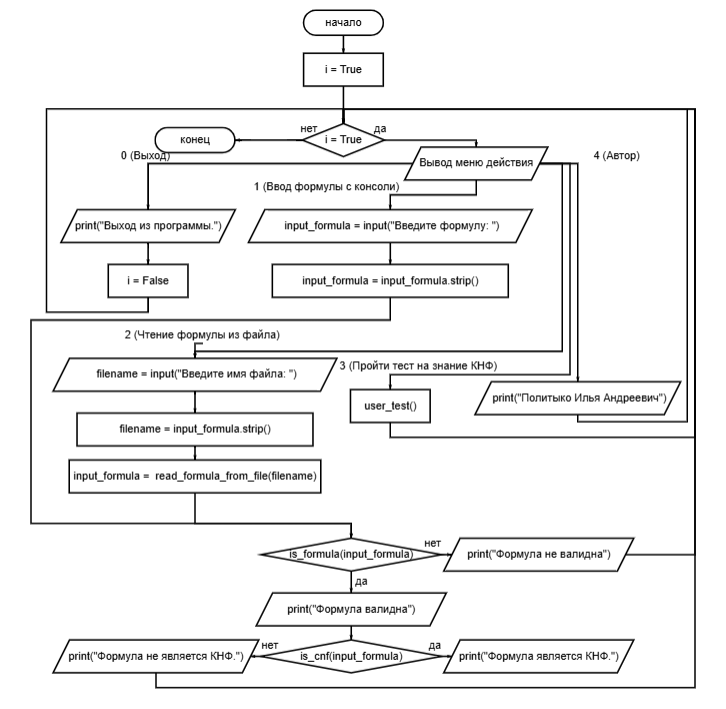 начало
i = True
нет
i = True
да
конец
Вывод меню действия
0 (Выход)
4 (Автор)
1 (Ввод формулы с консоли)
print("Выход из программы.")
input_formula = input("Введите формулу: ")
i = False
input_formula = input_formula.strip()
2 (Чтение формулы из файла)
filename = input("Введите имя файла: ")
3 (Пройти тест на знание КНФ)
user_test()
print("Политыко Илья Андреевич")
filename = input_formula.strip()
input_formula =  read_formula_from_file(filename)
is_formula(input_formula)
нет
print("Формула не валидна")
да
print("Формула валидна")
print("Формула не является КНФ.")
нет
is_cnf(input_formula)
да
print("Формула является КНФ.")